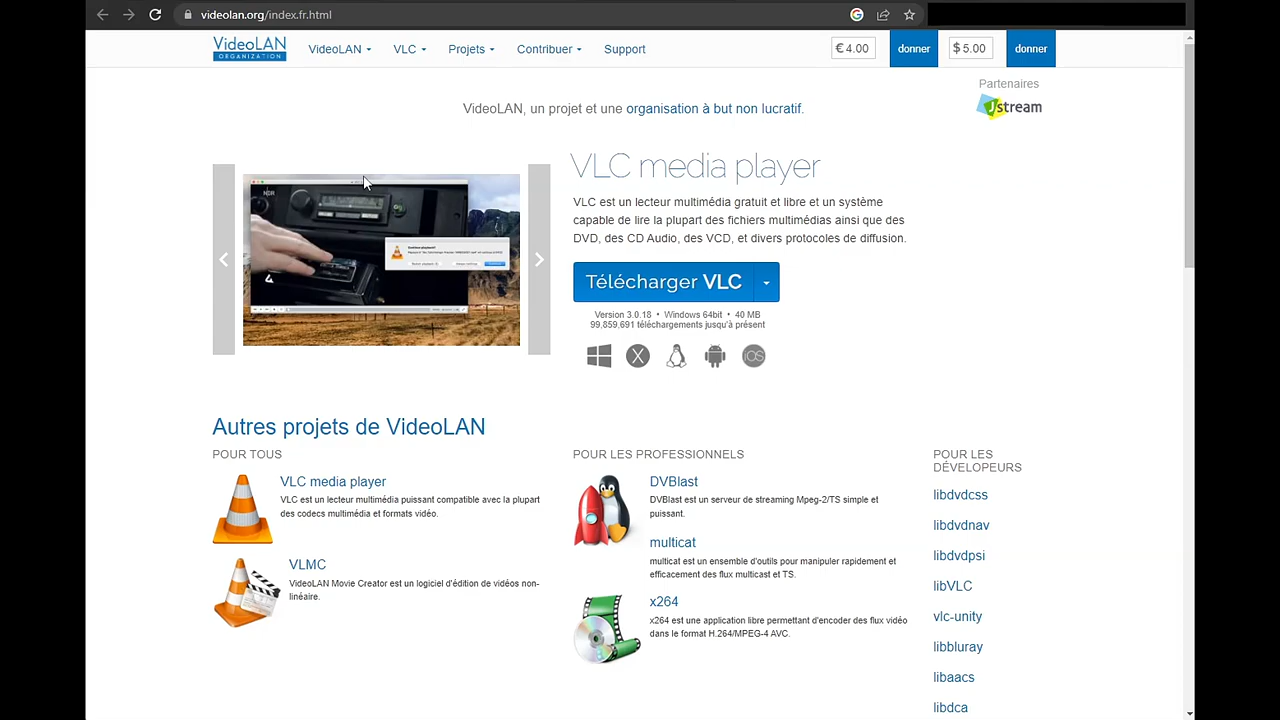 videolan.org/index.fr.html
VideoLAN
ORGANIZATION
VideoLAN
VLC
Projets
Contribuer
Support
€ 4.00
donner
$ 5.00
donner
Partenaires
Jstream
VideoLAN, un projet et une organisation à but non lucratif.
VLC media player
VLC est un lecteur multimédia gratuit et libre et un système
capable de lire la plupart des fichiers multimédias ainsi que des
DVD, des CD Audio, des VCD, et divers protocoles de diffusion.
NDR
Télécharger VLC
Version 3.0.18 • Windows 64bit • 40 MB
99,859,691 téléchargements jusqu'à présent
X
iOS
Autres projets de VideoLAN
POUR TOUS
VLC media player
VLC est un lecteur multimédia puissant compatible avec la plupart
des codecs multimédia et formats vidéo.
VLMC
VideoLAN Movie Creator est un logiciel d'édition de vidéos non-
linéaire.
POUR LES PROFESSIONNELS
DVBlast
DVBlast est un serveur de streaming Mpeg-2/TS simple et
puissant.
multicat
multicat est un ensemble d'outils pour manipuler rapidement et
efficacement des flux multicast et TS.
x264
x264 est une application libre permettant d'encoder des flux vidéo
dans le format H.264/MPEG-4 AVC.
POUR LES
DÉVELOPEURS
libdvdcss
libdvdnav
libdvdpsi
libVLC
vlc-unity
libbluray
libaacs
libdca